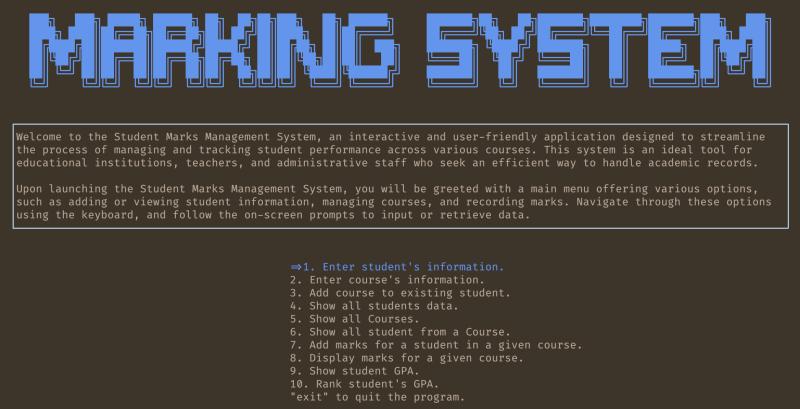 MARKING SYSTEM
Welcome to the Student Marks Management System, an interactive and user-friendly application designed to streamline
the process of managing and tracking student performance across various courses. This system is an ideal tool for
educational institutions, teachers, and administrative staff who seek an efficient way to handle academic records.
Upon launching the Student Marks Management System, you will be greeted with a main menu offering various options,
such as adding or viewing student information, managing courses, and recording marks. Navigate through these options
using the keyboard, and follow the on-screen prompts to input or retrieve data.
⇒1. Enter student's information.
2. Enter course's information.
3. Add course to existing student.
4. Show all students data.
5. Show all Courses.
6. Show all student from a Course.
7. Add marks for a student in a given course.
8. Display marks for a given course.
9. Show student GPA.
10. Rank student's GPA.
"exit" to quit the program.